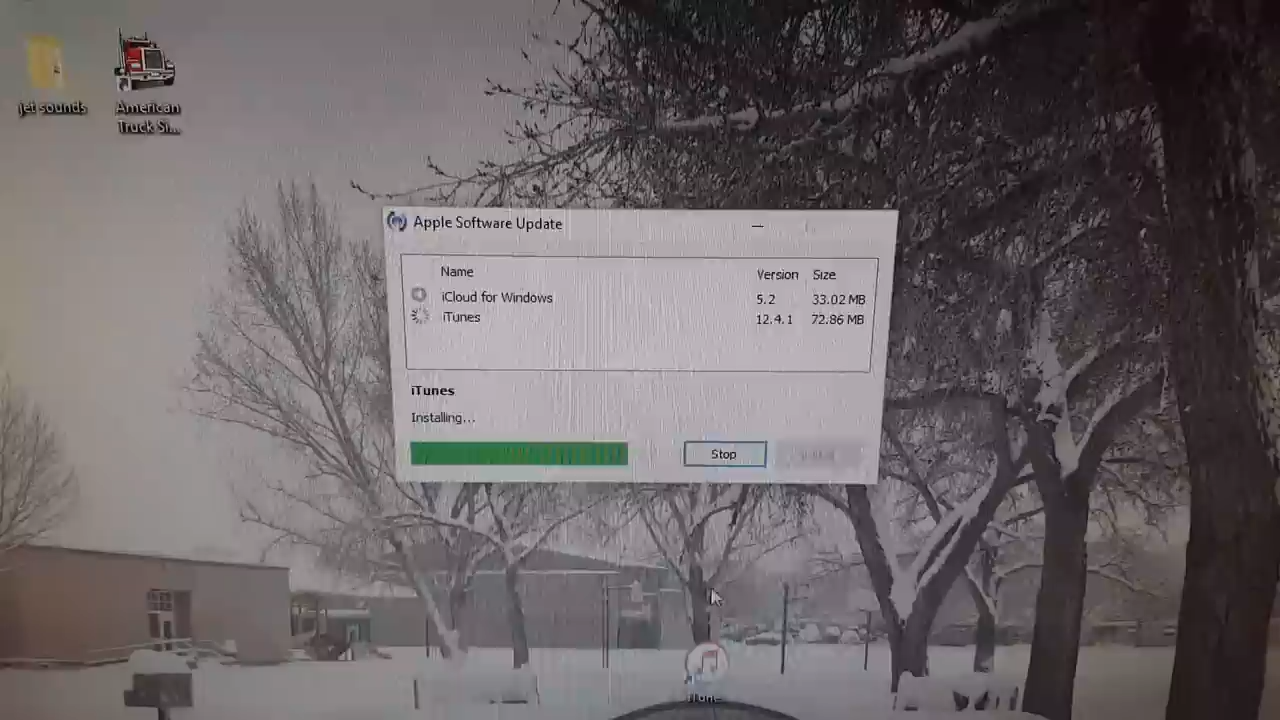 jet sounds
American
Truck Si...
Apple Software Update
Name Version Size
iCloud for Windows 5.2 33.02 MB
iTunes 12.4.1 72.86 MB
iTunes
Installing...
Stop